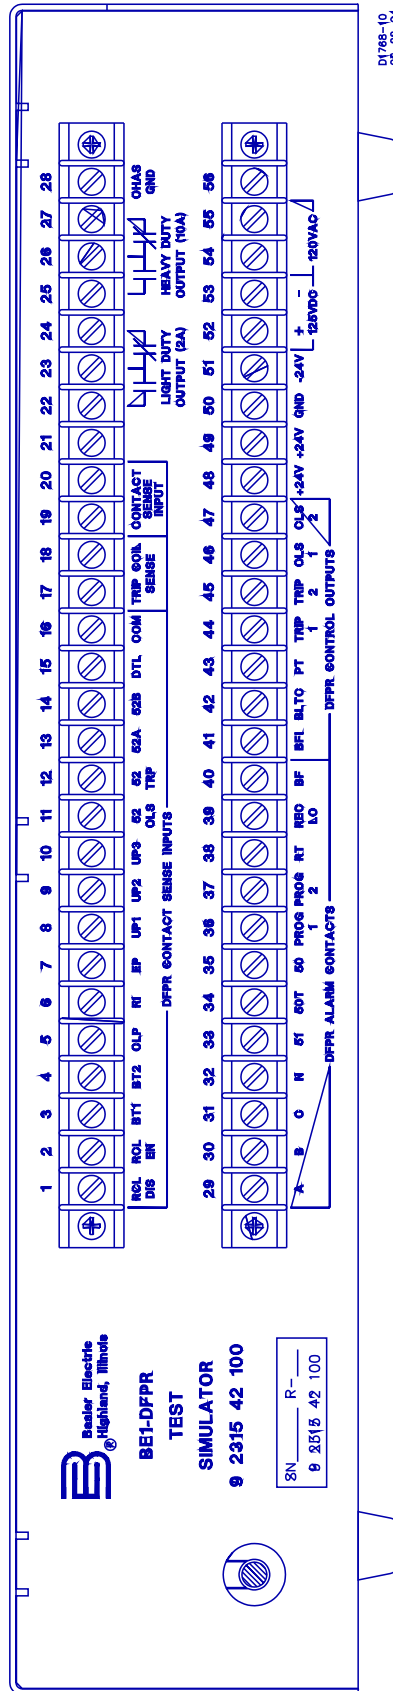 D1768-10
Basler Electric
Highland, Illinois
®
BE1-DFPR
TEST
SIMULATOR
9 2315 42 100
SN____ R-____
9 2315 42 100
1 2 3 4 5 6 7 8 9 10 11 12 13 14 15 16 17 18 19 20 21 22 23 24 25 26 27 28
RCL DIS
RCL EN
BT1
BT2
OLP
RI
EP
UP1
UP2
UP3
52 OLS
52 TRP
52A
52B
DTL
COM
TRIP COIL SENSE
CONTACT SENSE INPUT
LIGHT DUTY OUTPUT (2A)
HEAVY DUTY OUTPUT (10A)
CHAS GND
DFPR CONTACT SENSE INPUTS
29 30 31 32 33 34 35 36 37 38 39 40 41 42 43 44 45 46 47 48 49 50 51 52 53 54 55 56
A
B
C
N
51
50T
50
PROG 1
PROG 2
RT
REC LO
BF
BFI
BLTC
PT
TRIP 1
TRIP 2
CLS 1
CLS 2
+24V
+24V
GND
-24V
+ -
125VDC
120VAC
DFPR ALARM CONTACTS
DFPR CONTROL OUTPUTS